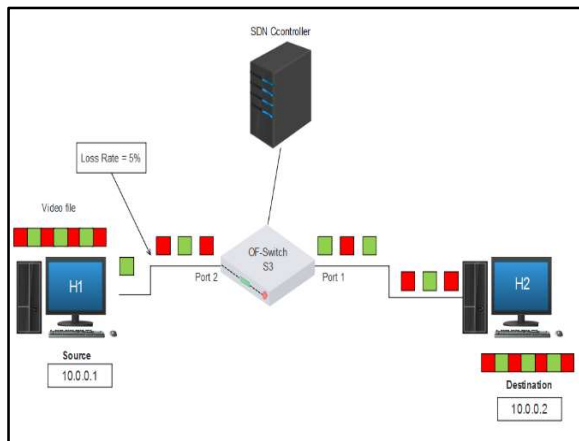 SDN Ccontroller
Loss Rate = 5%
Video file
H1
OF-Switch
S3
Port 2
Port 1
H2
Source
10.0.0.1
Destination
10.0.0.2